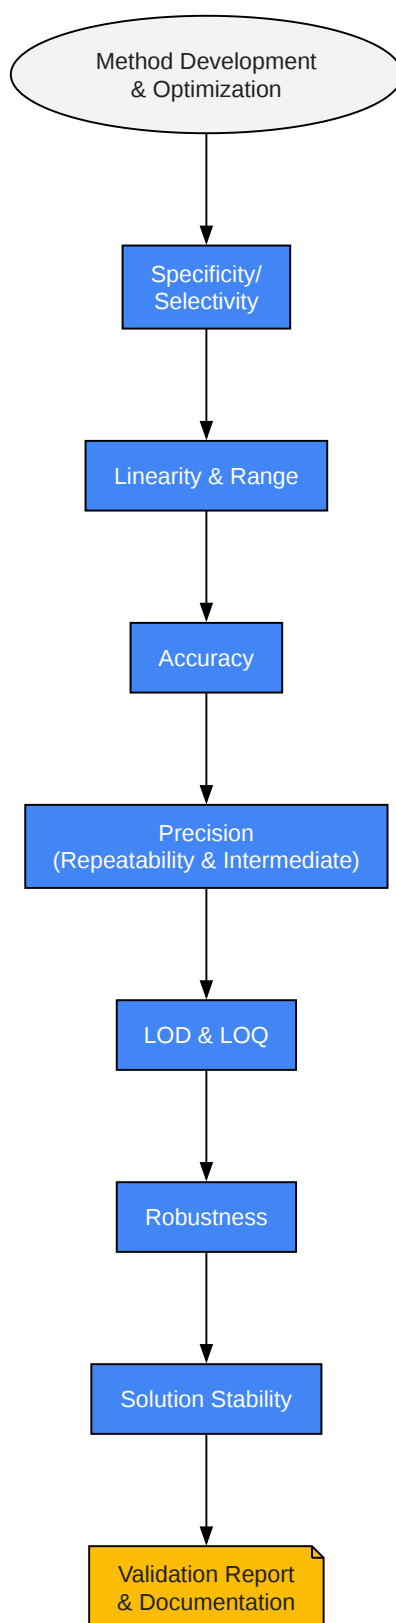 Method Development
& Optimization
Specificity/
Selectivity
Linearity & Range
Accuracy
Precision
(Repeatability & Intermediate)
LOD & LOQ
Robustness
Solution Stability
Validation Report
& Documentation